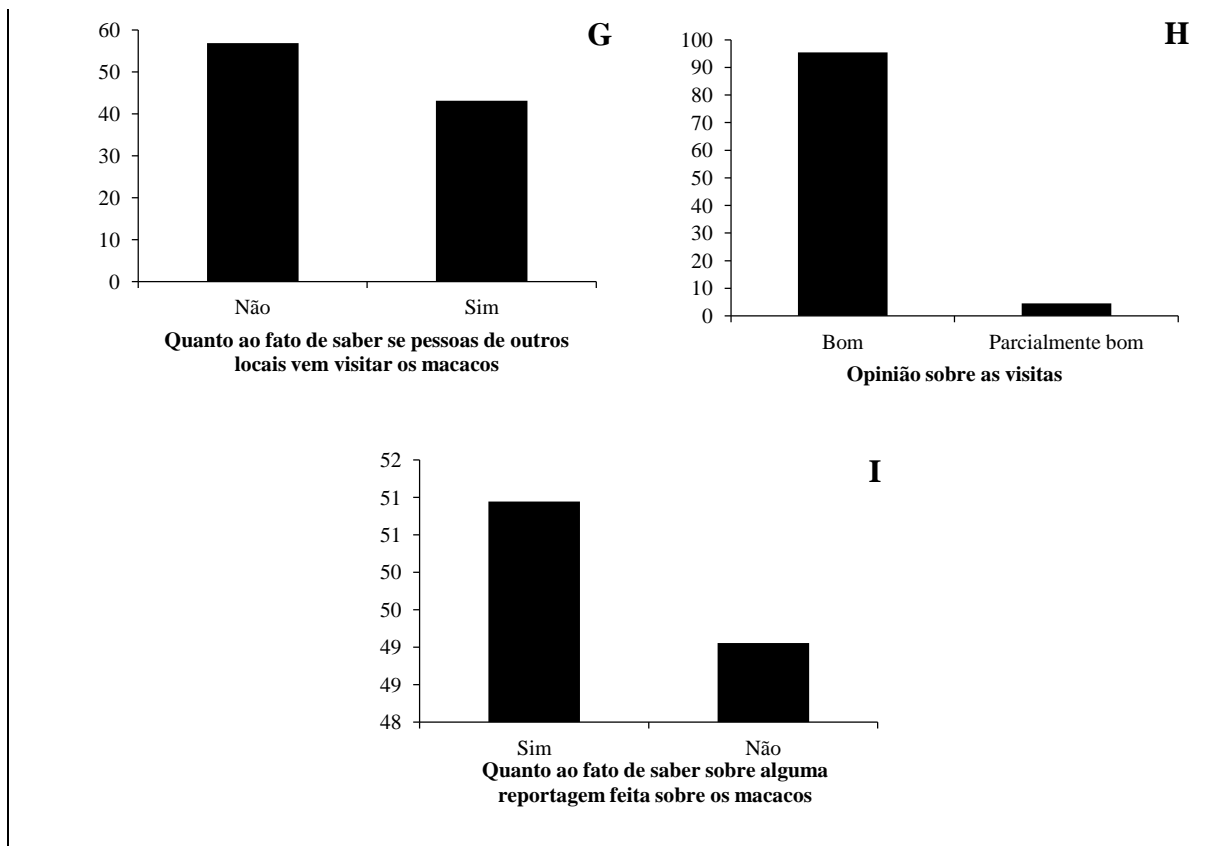 G
60
50
40
30
20
10
0
Não Sim
Quanto ao fato de saber se pessoas de outros
locais vem visitar os macacos
H
100
90
80
70
60
50
40
30
20
10
0
Bom Parcialmente bom
Opinião sobre as visitas
I
52
51
51
50
50
49
49
48
Sim Não
Quanto ao fato de saber sobre alguma
reportagem feita sobre os macacos